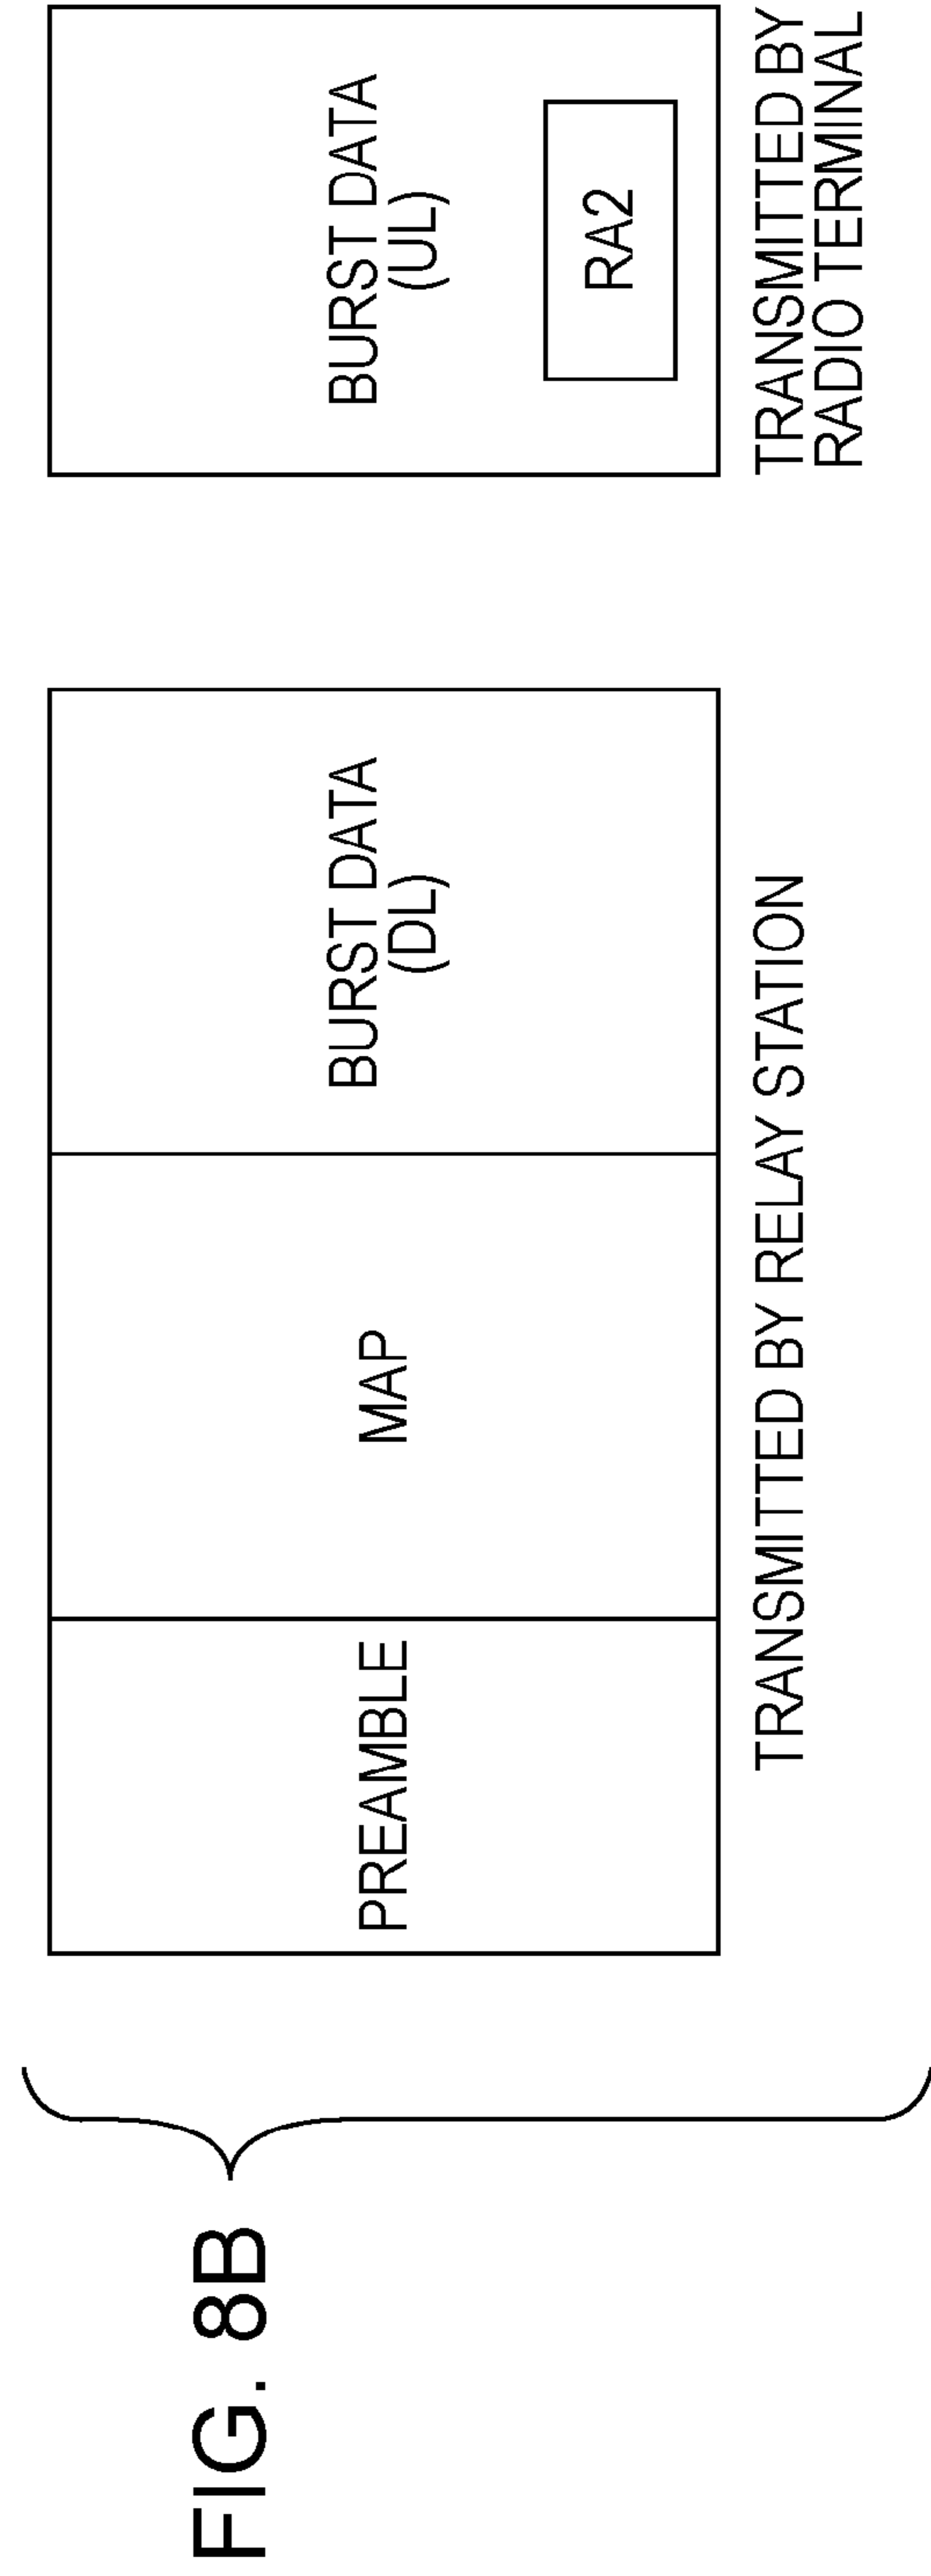 FIG. 8B
PREAMBLE
MAP
BURST DATA
(DL)
TRANSMITTED BY RELAY STATION
BURST DATA
(UL)
RA2
TRANSMITTED BY
RADIO TERMINAL